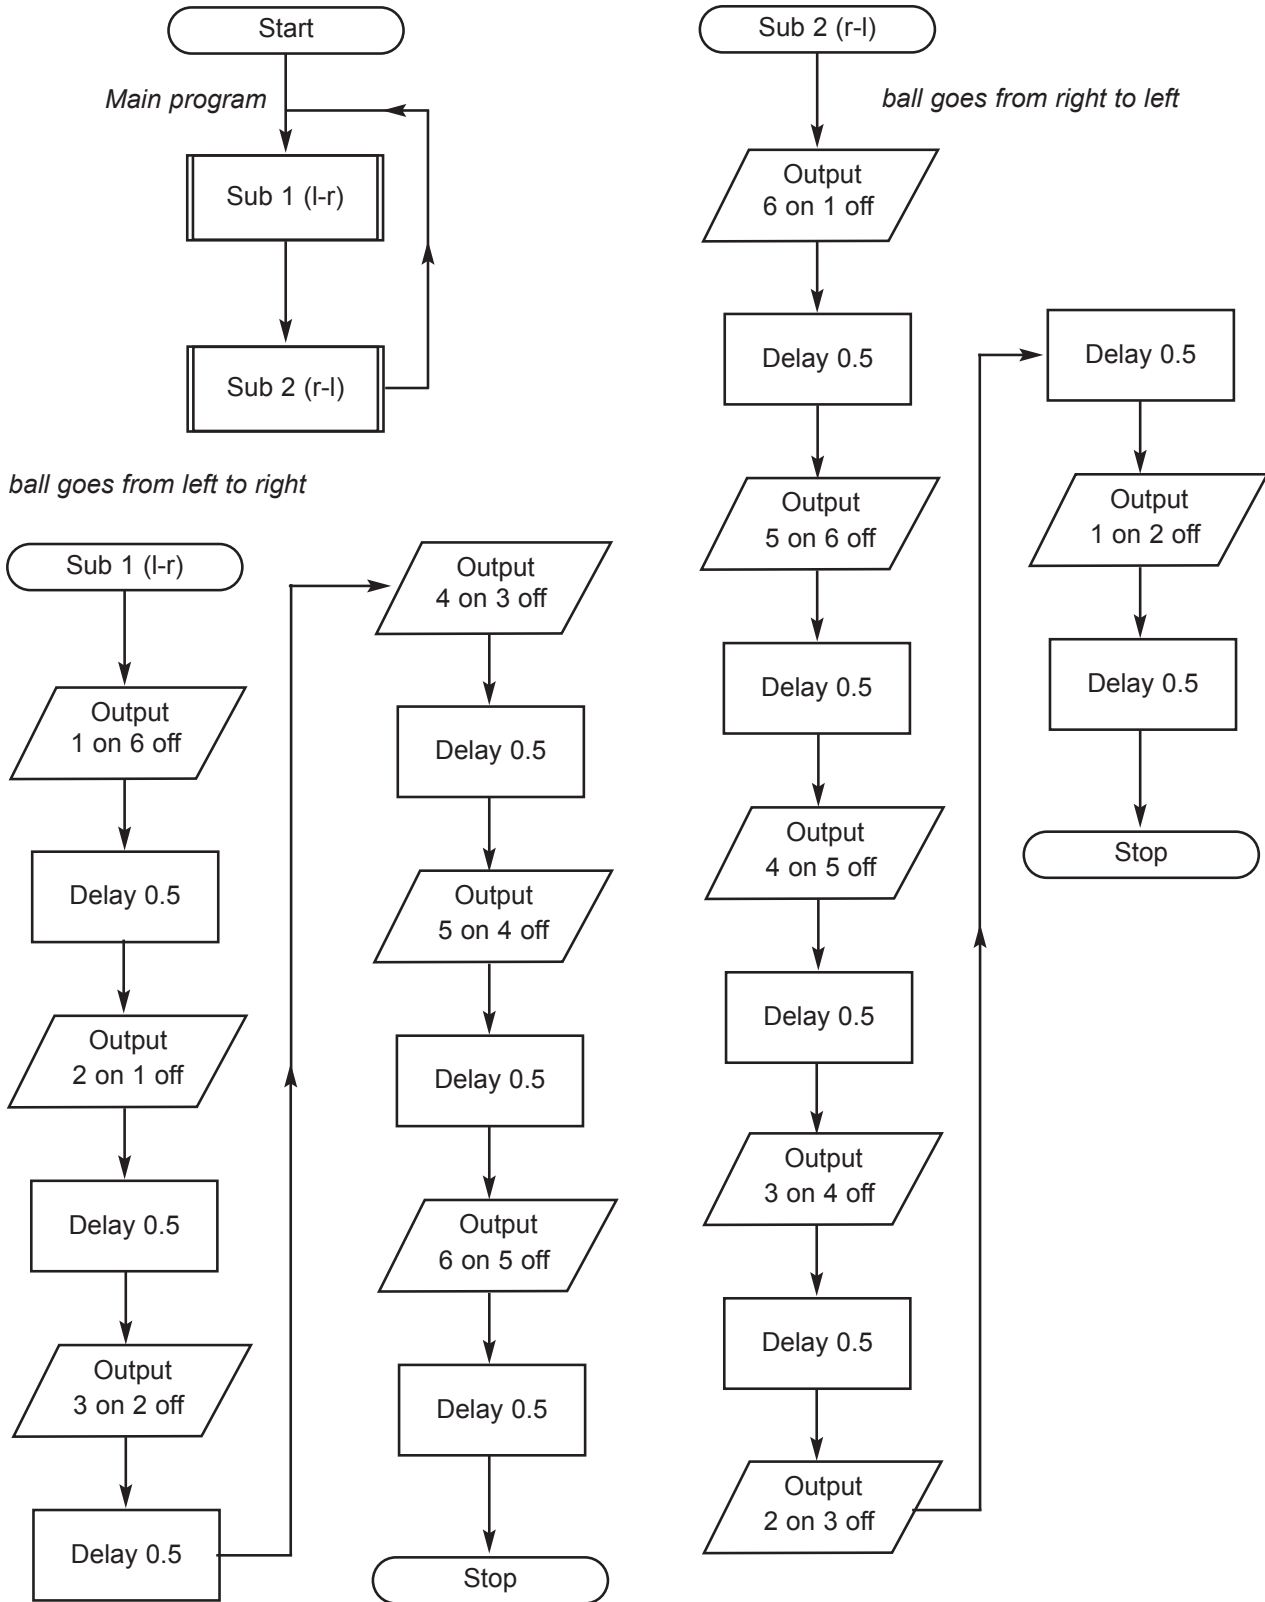 Start
Main program
Sub 1 (l-r)
Sub 2 (r-l)
ball goes from left to right
Sub 1 (l-r)
Output
1 on 6 off
Delay 0.5
Output
2 on 1 off
Delay 0.5
Output
3 on 2 off
Delay 0.5
Output
4 on 3 off
Delay 0.5
Output
5 on 4 off
Delay 0.5
Output
6 on 5 off
Delay 0.5
Stop
Sub 2 (r-l)
ball goes from right to left
Output
6 on 1 off
Delay 0.5
Output
5 on 6 off
Delay 0.5
Output
4 on 5 off
Delay 0.5
Output
3 on 4 off
Delay 0.5
Output
2 on 3 off
Delay 0.5
Output
1 on 2 off
Delay 0.5
Stop